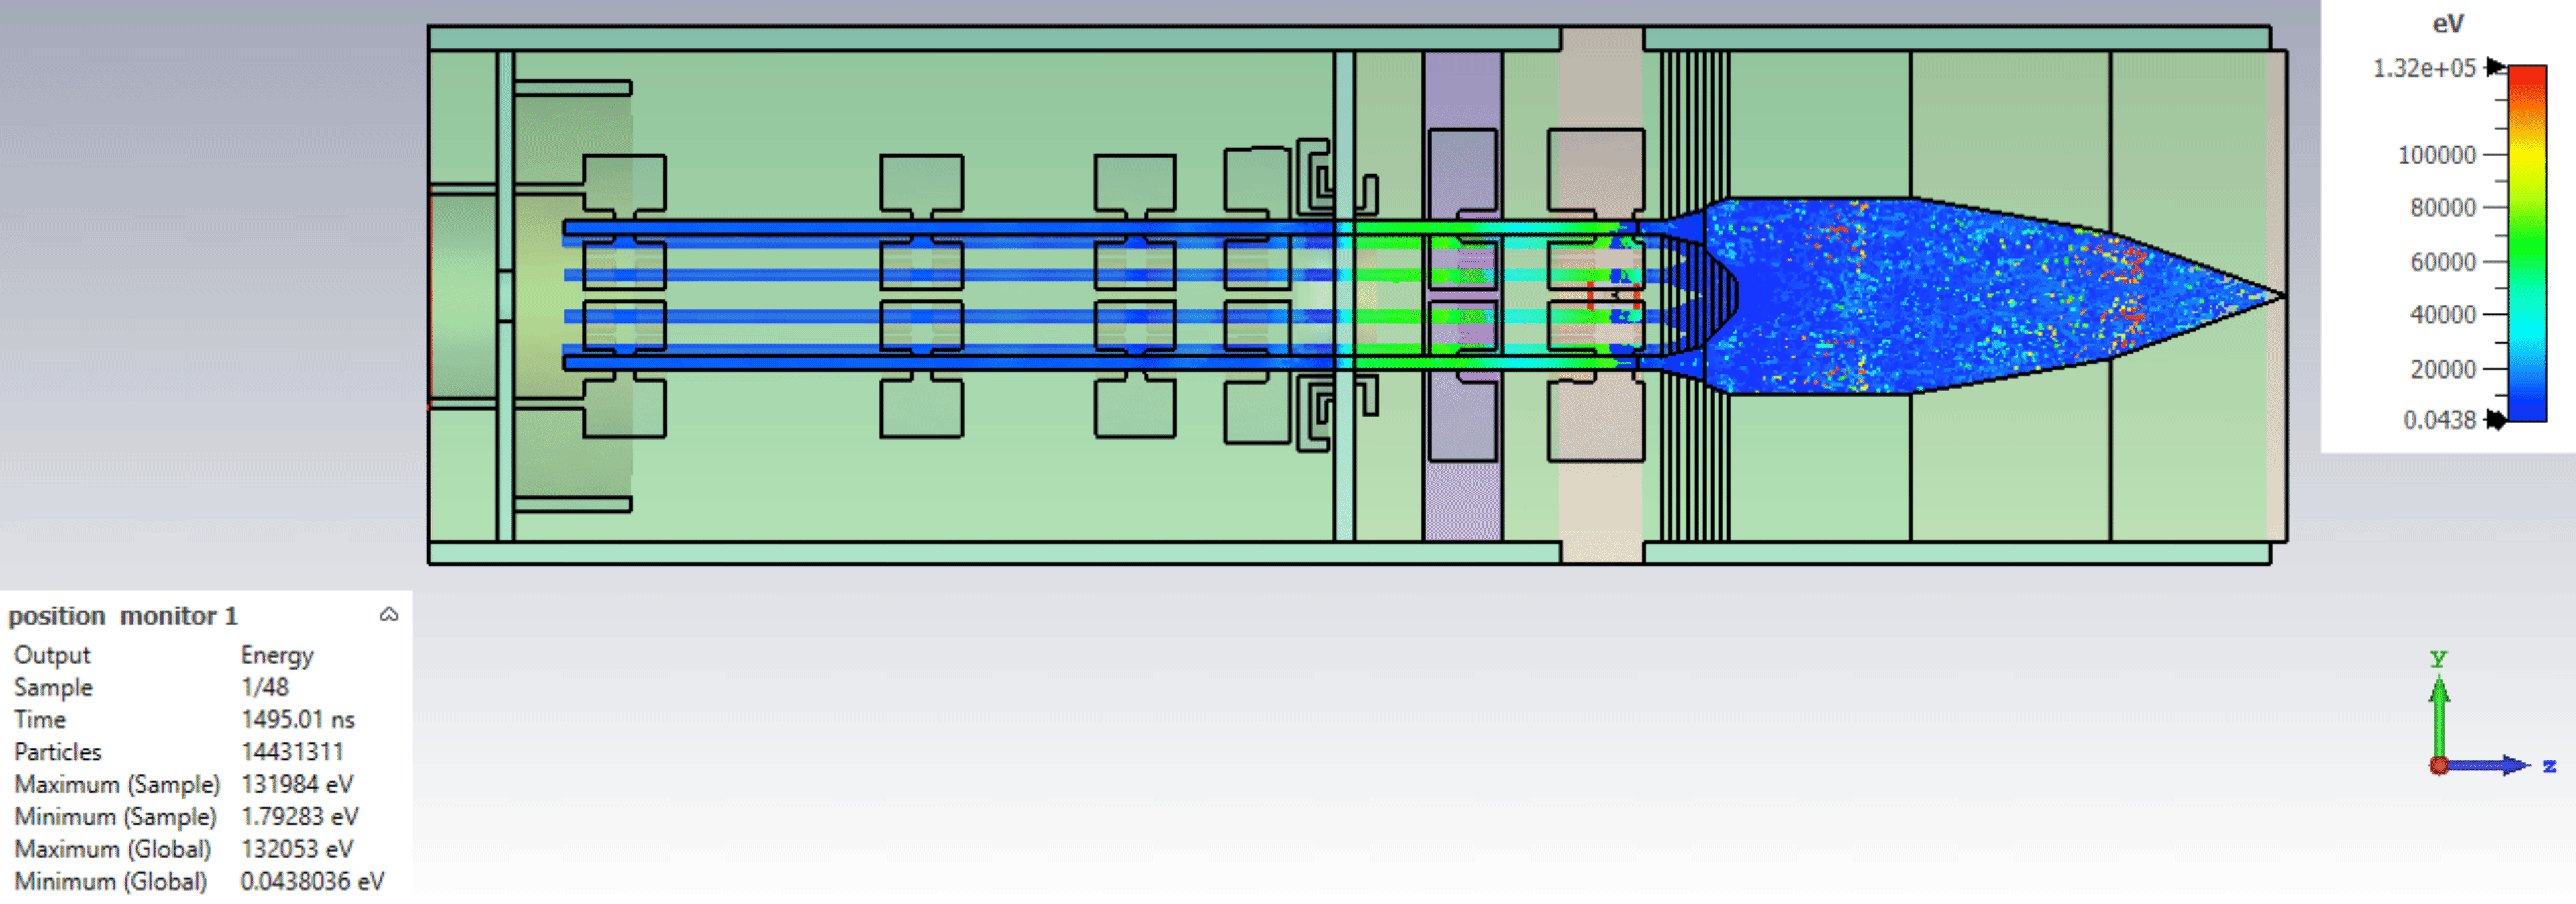 eV
1.32e+05
100000
80000
60000
40000
20000
0.0438
position monitor 1
Output Energy
Sample 1/48
Time 1495.01 ns
Particles 14431311
Maximum (Sample) 131984 eV
Minimum (Sample) 1.79283 eV
Maximum (Global) 132053 eV
Minimum (Global) 0.0438036 eV
y
z